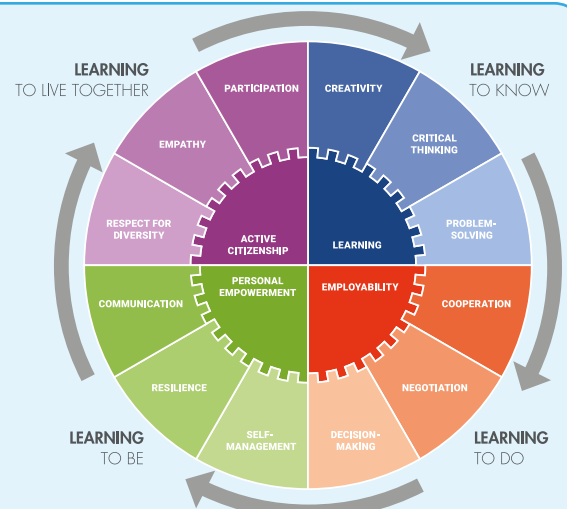 LEARNING
TO LIVE TOGETHER
PARTICIPATION
CREATIVITY
LEARNING
TO KNOW
EMPATHY
CRITICAL
THINKING
RESPECT FOR
DIVERSITY
ACTIVE
CITIZENSHIP
LEARNING
PROBLEM-
SOLVING
COMMUNICATION
PERSONAL
EMPOWERMENT
EMPLOYABILITY
COOPERATION
RESILIENCE
NEGOTIATION
LEARNING
TO BE
SELF-
MANAGEMENT
DECISION-
MAKING
LEARNING
TO DO